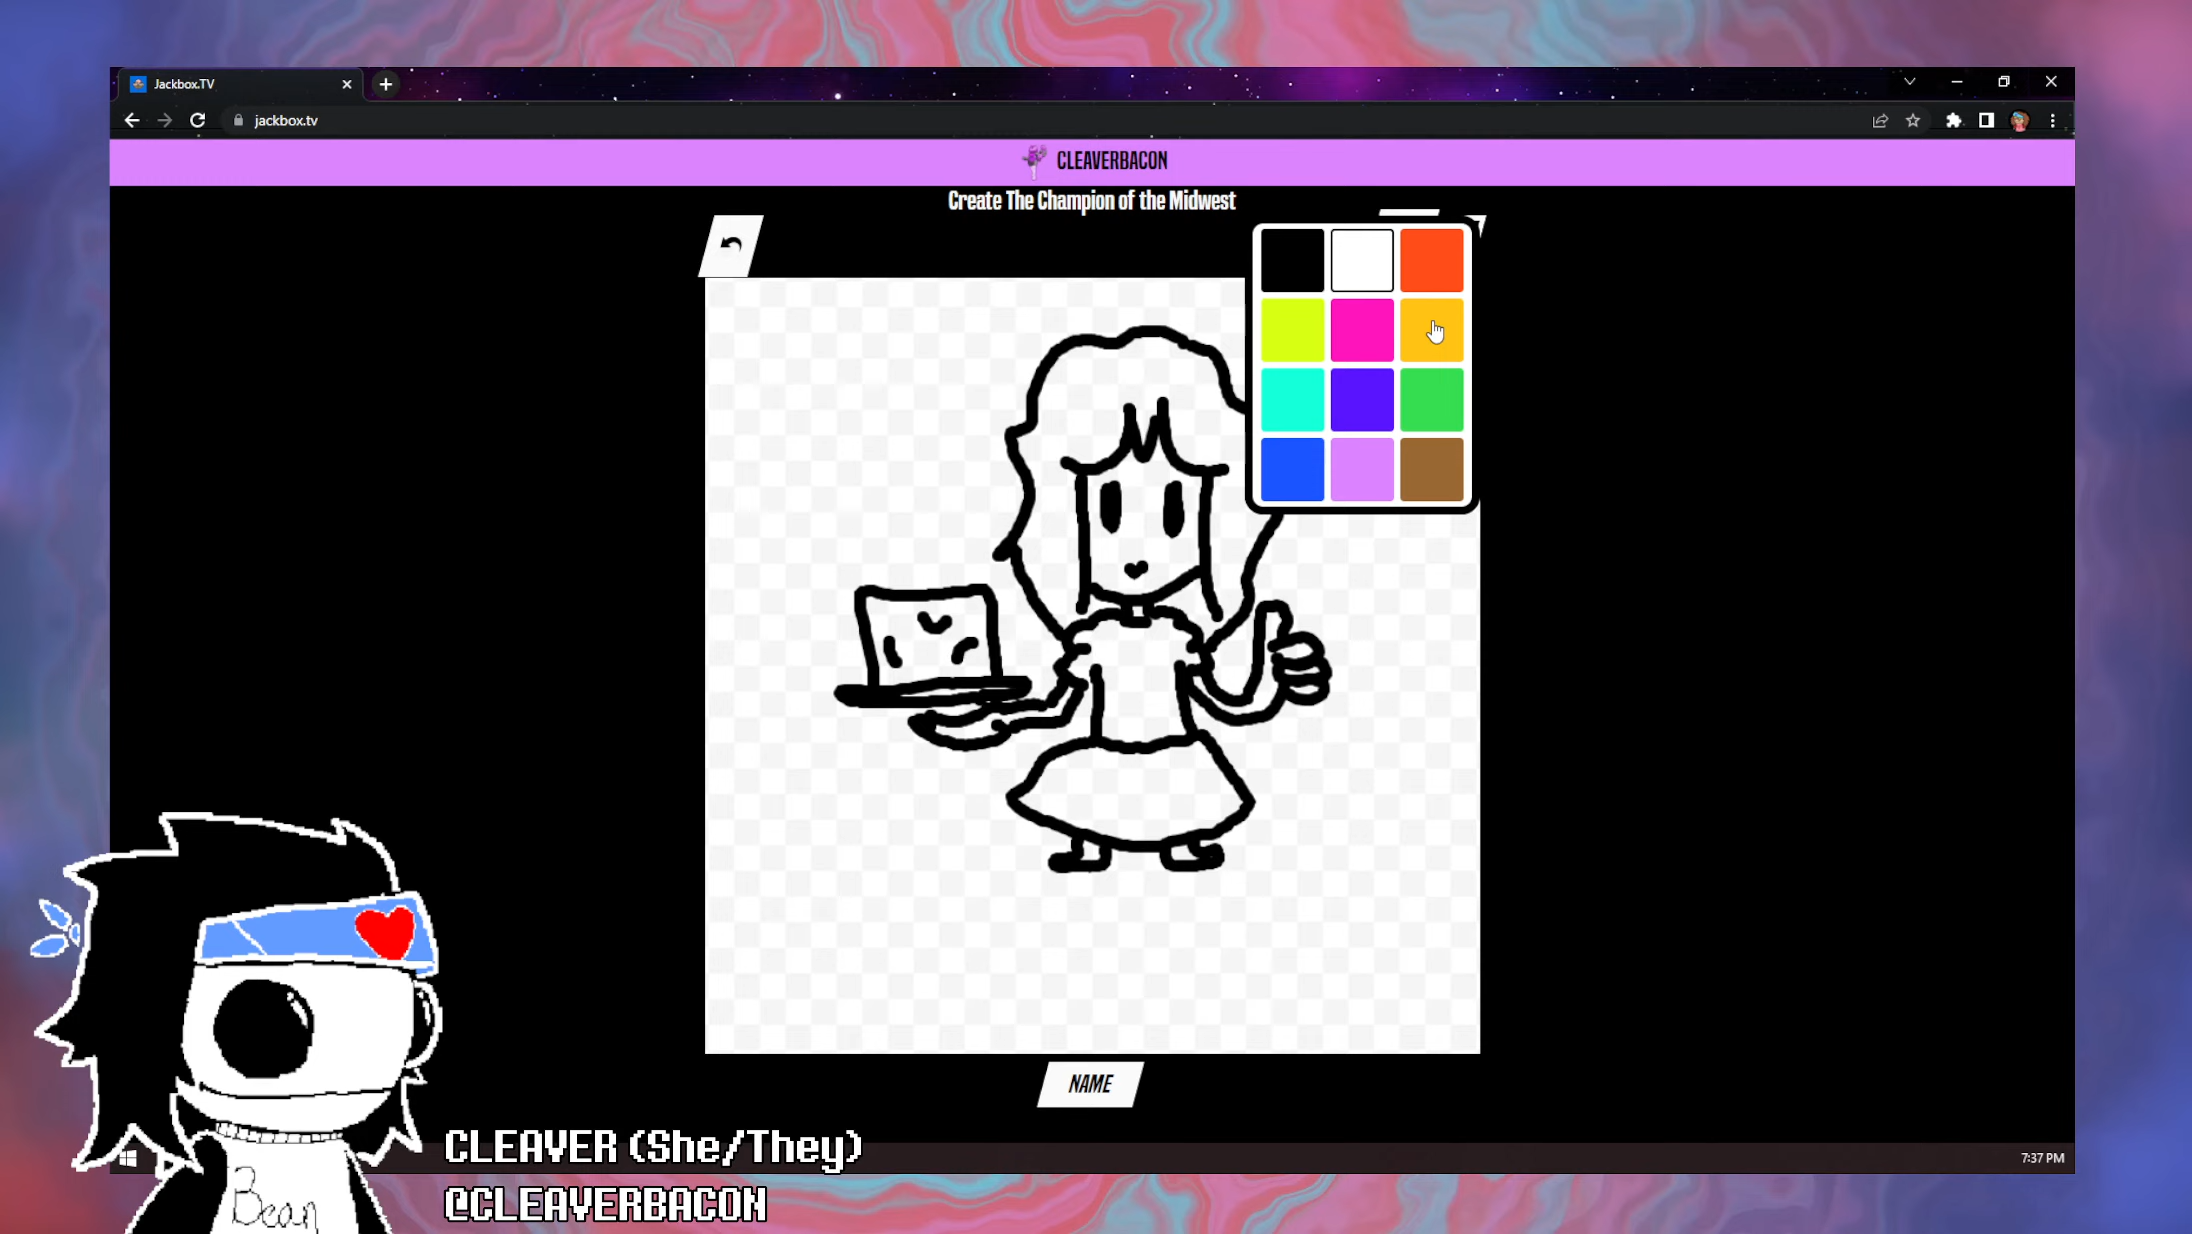 Jackbox.TV
jackbox.tv
CLEAVERBACON
Create The Champion of the Midwest
NAME
7:37 PM
CLEAVER (She/They)
@CLEAVERBACON
Bean